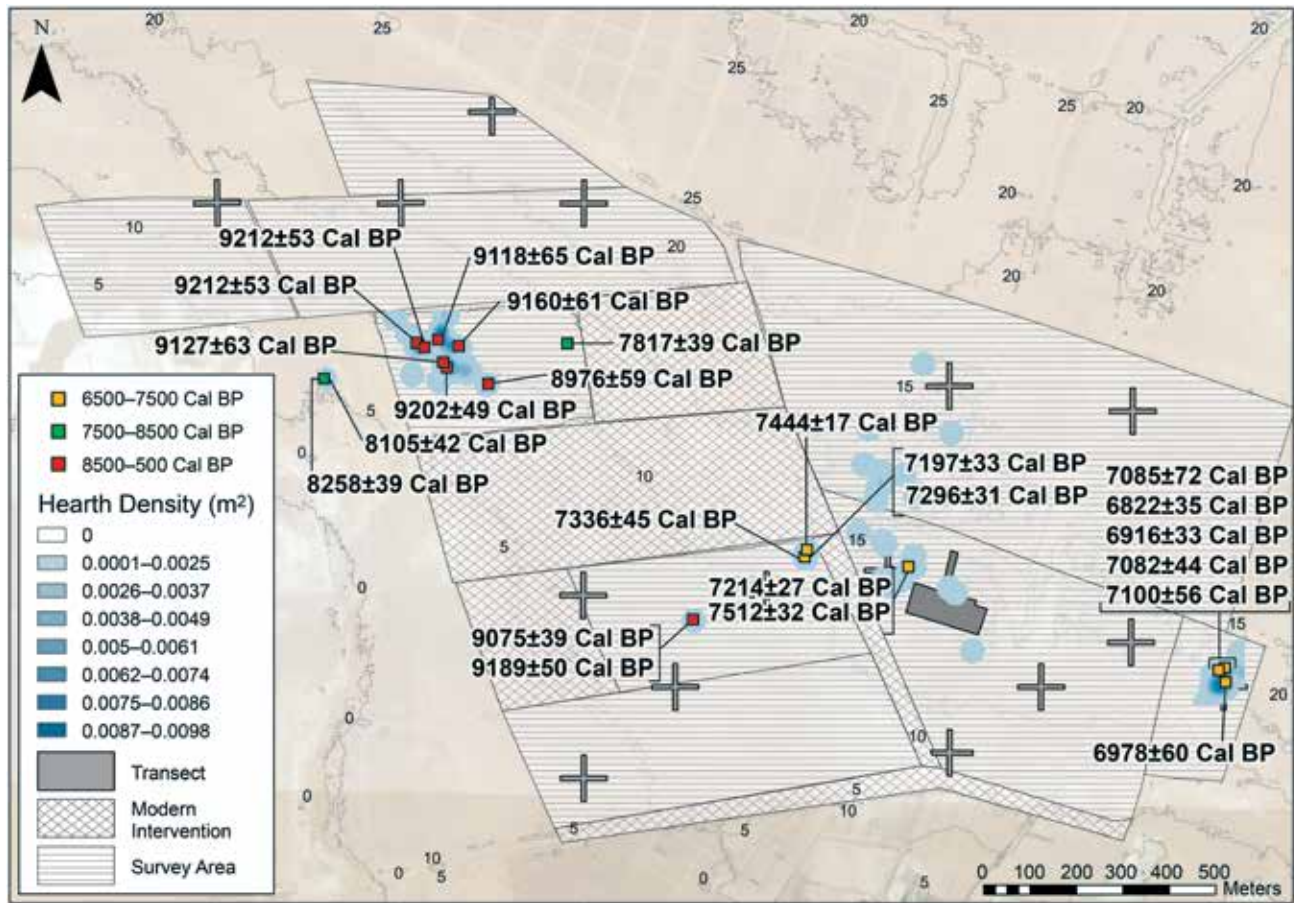 N
20
25
20
20
25
25
25
20
20
20
25
20
20
10
5
9212±53 Cal BP
9118±65 Cal BP
9212±53 Cal BP
9160±61 Cal BP
9127±63 Cal BP
7817±39 Cal BP
8976±59 Cal BP
9202±49 Cal BP
5
8105±42 Cal BP
0
8258±39 Cal BP
15
7444±17 Cal BP
7197±33 Cal BP
7296±31 Cal BP
7085±72 Cal BP
6822±35 Cal BP
6916±33 Cal BP
7082±44 Cal BP
7100±56 Cal BP
10
7336±45 Cal BP
5
15
7214±27 Cal BP
7512±32 Cal BP
0
9075±39 Cal BP
9189±50 Cal BP
15
20
0
10
6978±60 Cal BP
0
5
10
5
5
0
10
5
0
5
6500–7500 Cal BP
7500–8500 Cal BP
8500–500 Cal BP
Hearth Density (m²)
0
0.0001–0.0025
0.0026–0.0037
0.0038–0.0049
0.005–0.0061
0.0062–0.0074
0.0075–0.0086
0.0087–0.0098
Transect
Modern
Intervention
Survey Area
0 100 200 300 400 500
Meters